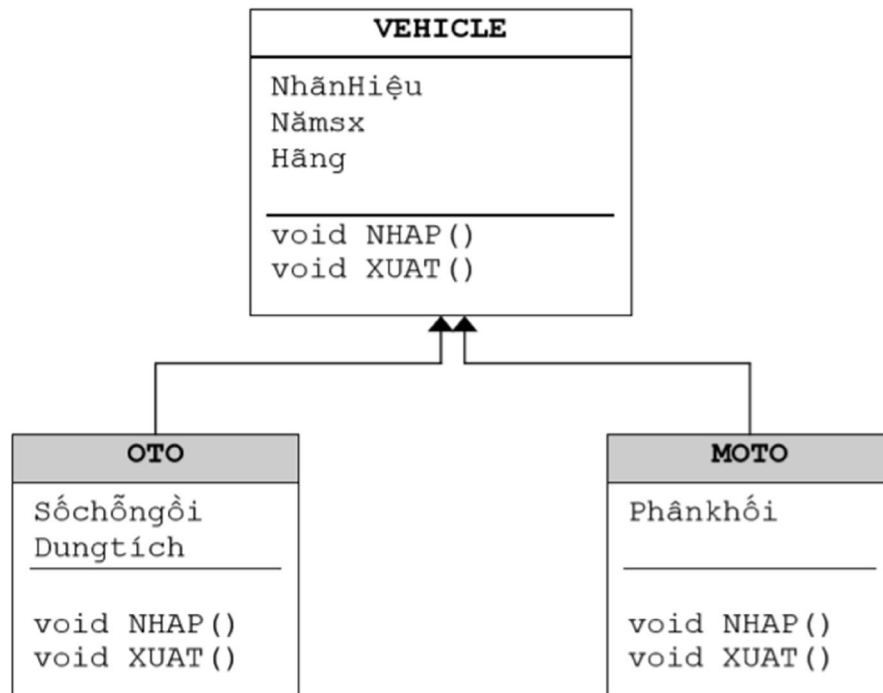 VEHICLE
NhãnHiệu
Nămsx
Hãng
void NHAP()
void XUAT()
OTO
Sốchỗngồi
Dungtích
void NHAP()
void XUAT()
MOTO
Phânkhối
void NHAP()
void XUAT()